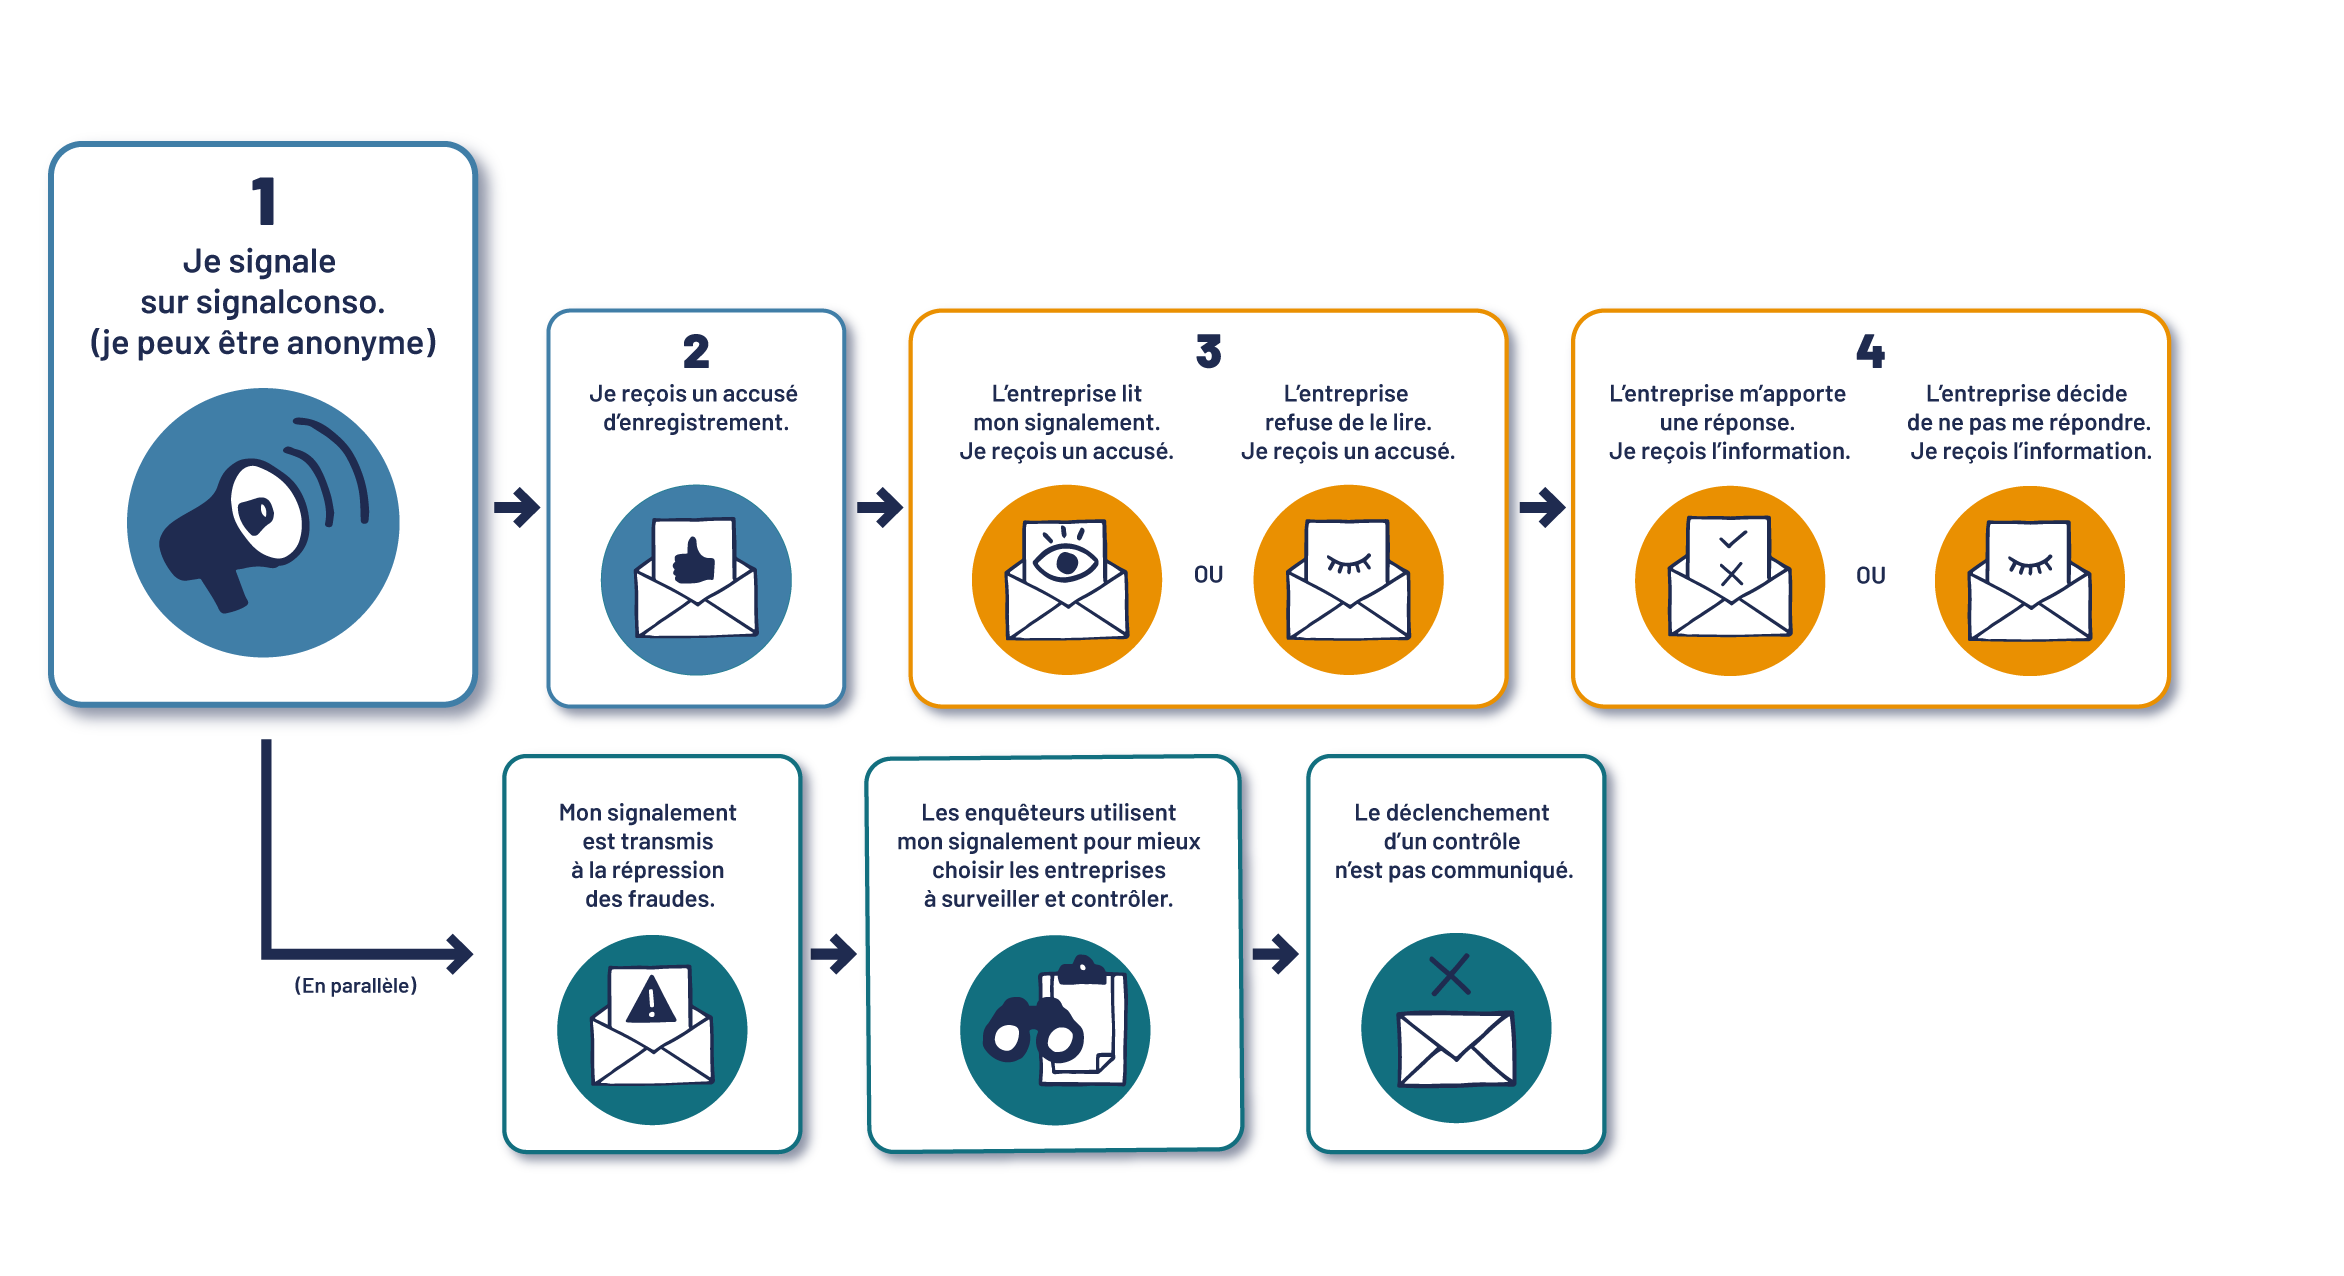 1
Je signale
sur signalconso.
(je peux être anonyme)
2
Je reçois un accusé
d'enregistrement.
3
L'entreprise lit
mon signalement.
Je reçois un accusé.
OU
L'entreprise
refuse de le lire.
Je reçois un accusé.
4
L'entreprise m'apporte
une réponse.
Je reçois l'information.
OU
L'entreprise décide
de ne pas me répondre.
Je reçois l'information.
(En parallèle)
Mon signalement
est transmis
à la répression
des fraudes.
Les enquêteurs utilisent
mon signalement pour mieux
choisir les entreprises
à surveiller et contrôler.
Le déclenchement
d'un contrôle
n'est pas communiqué.